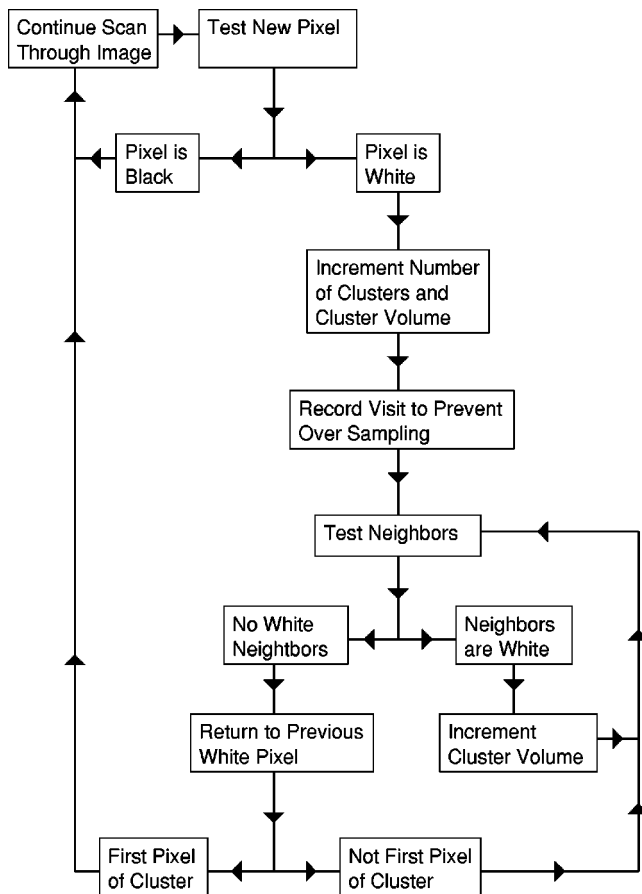 Continue Scan
Through Image
Test New Pixel
Pixel is
Black
Pixel is
White
Increment Number
of Clusters and
Cluster Volume
Record Visit to Prevent
Over Sampling
Test Neighbors
No White
Neightbors
Neighbors
are White
Return to Previous
White Pixel
Increment
Cluster Volume
First Pixel
of Cluster
Not First Pixel
of Cluster